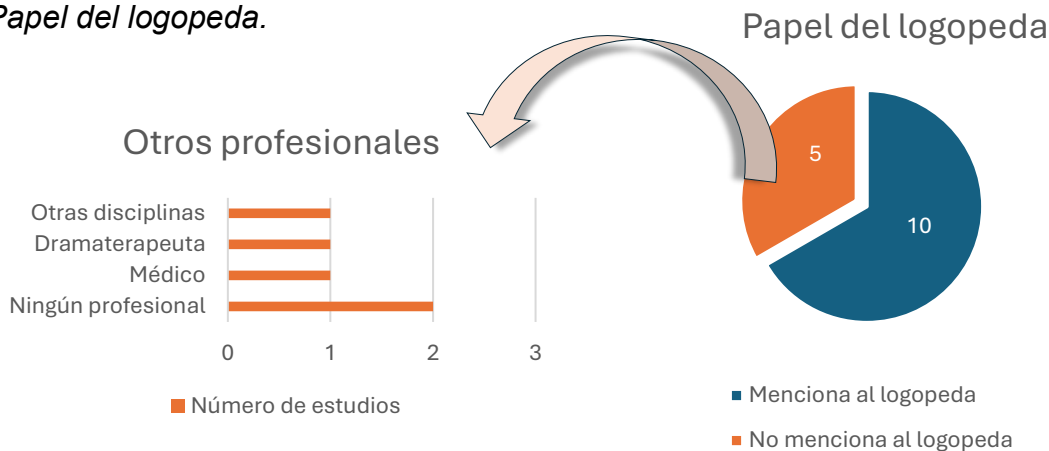 Papel del logopeda.
Papel del logopeda
Otros profesionales
Otras disciplinas
Dramaterapeuta
Médico
Ningún profesional
0 1 2 3
Número de estudios
5
10
Menciona al logopeda
No menciona al logopeda